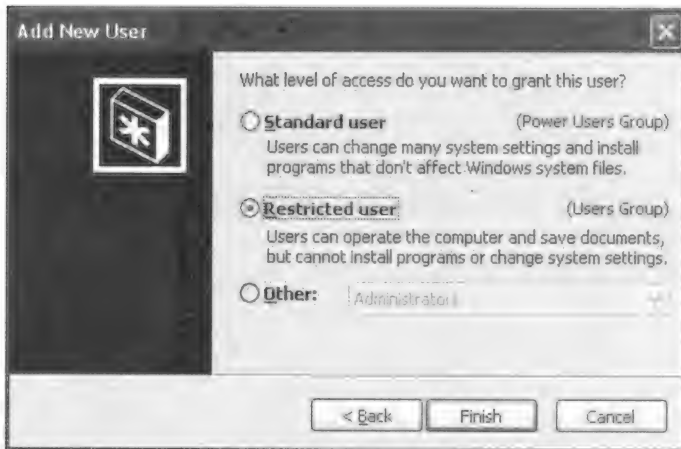 Add New User
What level of access do you want to grant this user?
Standard user (Power Users Group)
Users can change many system settings and install
programs that don't affect Windows system files.
Restricted user (Users Group)
Users can operate the computer and save documents,
but cannot install programs or change system settings.
Other: Administrators
< Back Finish Cancel